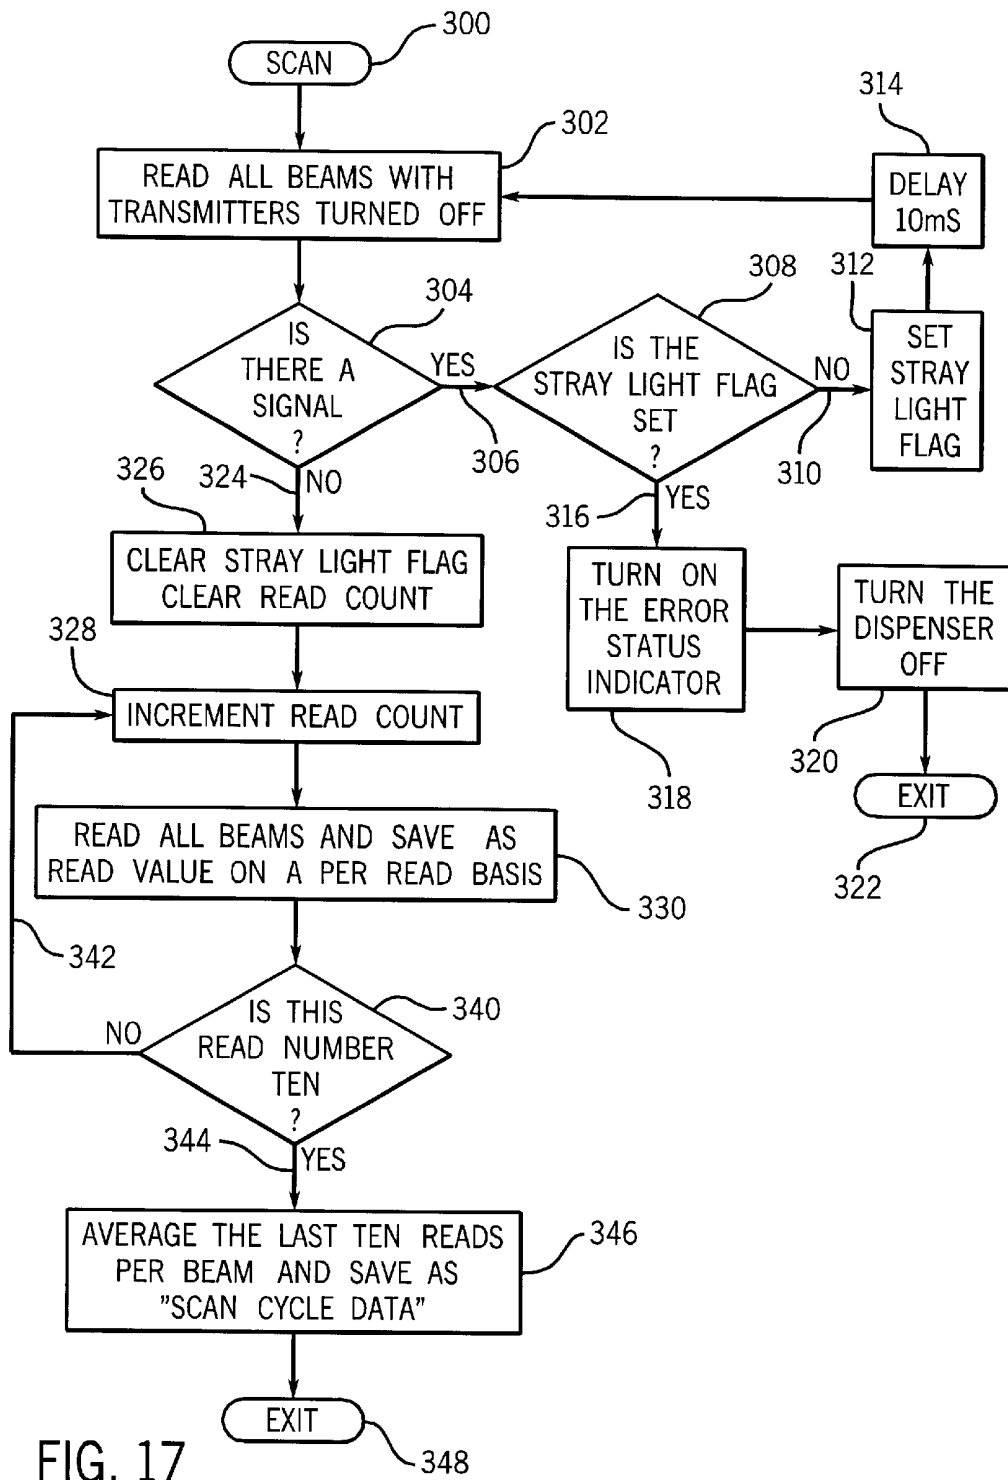 300
SCAN
302
READ ALL BEAMS WITH
TRANSMITTERS TURNED OFF
314
DELAY
10mS
304
IS
THERE A
SIGNAL
?
YES
306
308
IS THE
STRAY LIGHT FLAG
SET
?
NO
310
312
SET
STRAY
LIGHT
FLAG
324
NO
316
YES
326
CLEAR STRAY LIGHT FLAG
CLEAR READ COUNT
TURN ON
THE ERROR
STATUS
INDICATOR
318
TURN THE
DISPENSER
OFF
320
EXIT
322
328
INCREMENT READ COUNT
READ ALL BEAMS AND SAVE AS
READ VALUE ON A PER READ BASIS
330
342
340
IS THIS
READ NUMBER
TEN
?
NO
344
YES
AVERAGE THE LAST TEN READS
PER BEAM AND SAVE AS
"SCAN CYCLE DATA"
346
EXIT
348
FIG. 17